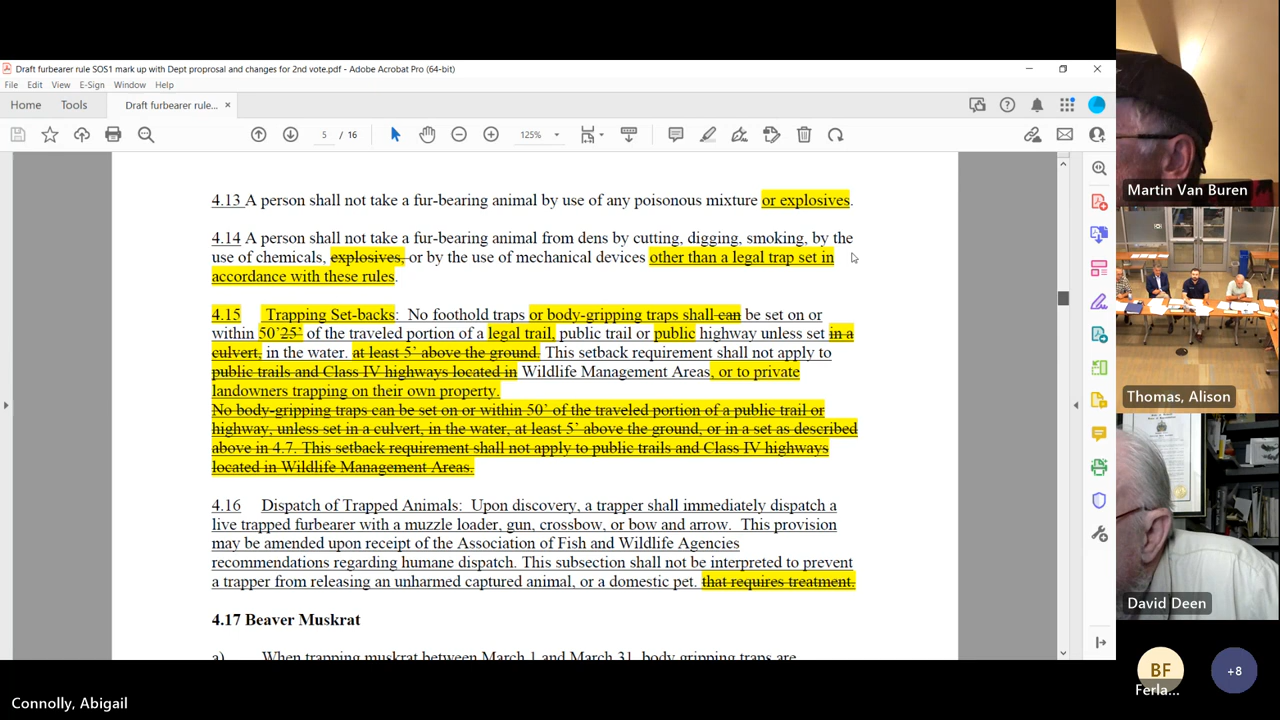 Draft furbearer rule SOS1 mark up with Dept proprosal and changes for 2nd vote.pdf - Adobe Acrobat Pro (64-bit)
File Edit View E-Sign Window Help
Home Tools Draft furbearer rule... ×
5 / 16 125%
4.13 A person shall not take a fur-bearing animal by use of any poisonous mixture or explosives.
4.14 A person shall not take a fur-bearing animal from dens by cutting, digging, smoking, by the
use of chemicals, explosives, or by the use of mechanical devices other than a legal trap set in
accordance with these rules.
4.15 Trapping Set-backs: No foothold traps or body-gripping traps shall can be set on or
within 50'25' of the traveled portion of a legal trail, public trail or public highway unless set in a
culvert, in the water. at least 5' above the ground. This setback requirement shall not apply to
public trails and Class IV highways located in Wildlife Management Areas, or to private
landowners trapping on their own property.
No body-gripping traps can be set on or within 50' of the traveled portion of a public trail or
highway, unless set in a culvert, in the water, at least 5' above the ground, or in a set as described
above in 4.7. This setback requirement shall not apply to public trails and Class IV highways
located in Wildlife Management Areas.
4.16 Dispatch of Trapped Animals: Upon discovery, a trapper shall immediately dispatch a
live trapped furbearer with a muzzle loader, gun, crossbow, or bow and arrow. This provision
may be amended upon receipt of the Association of Fish and Wildlife Agencies
recommendations regarding humane dispatch. This subsection shall not be interpreted to prevent
a trapper from releasing an unharmed captured animal, or a domestic pet. that requires treatment.
4.17 Beaver Muskrat
a) When trapping muskrat between March 1 and March 31, body gripping traps are
Connolly, Abigail
Martin Van Buren
Thomas, Alison
David Deen
BF
Ferla...
+8